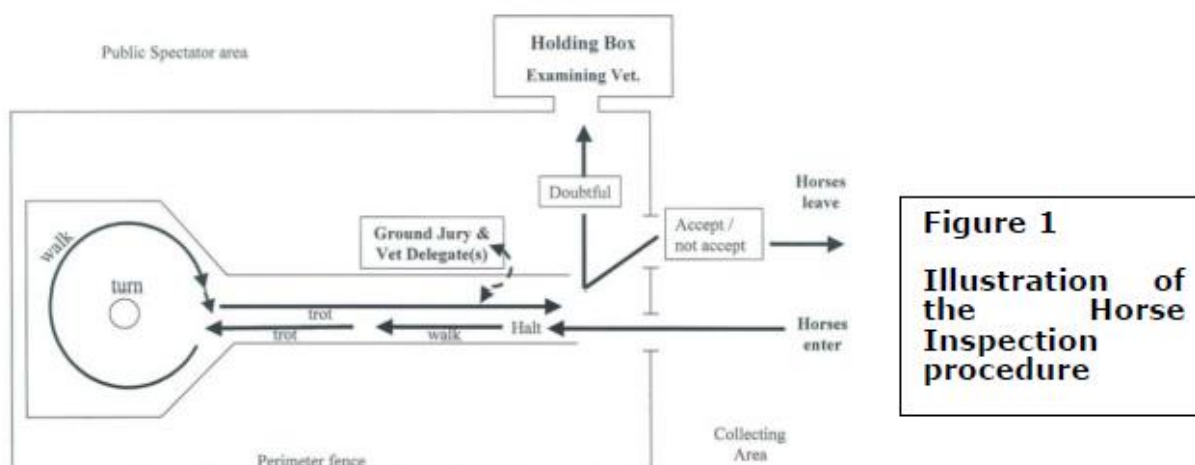 Public Spectator area
Holding Box
Examining Vet.
Doubtful
Horses
leave
Accept /
not accept
Ground Jury &
Vet Delegate(s)
walk
turn
trot
trot
walk
Halt
Horses
enter
Collecting
Area
Perimeter fence
Figure 1
Illustration of
the Horse
Inspection
procedure